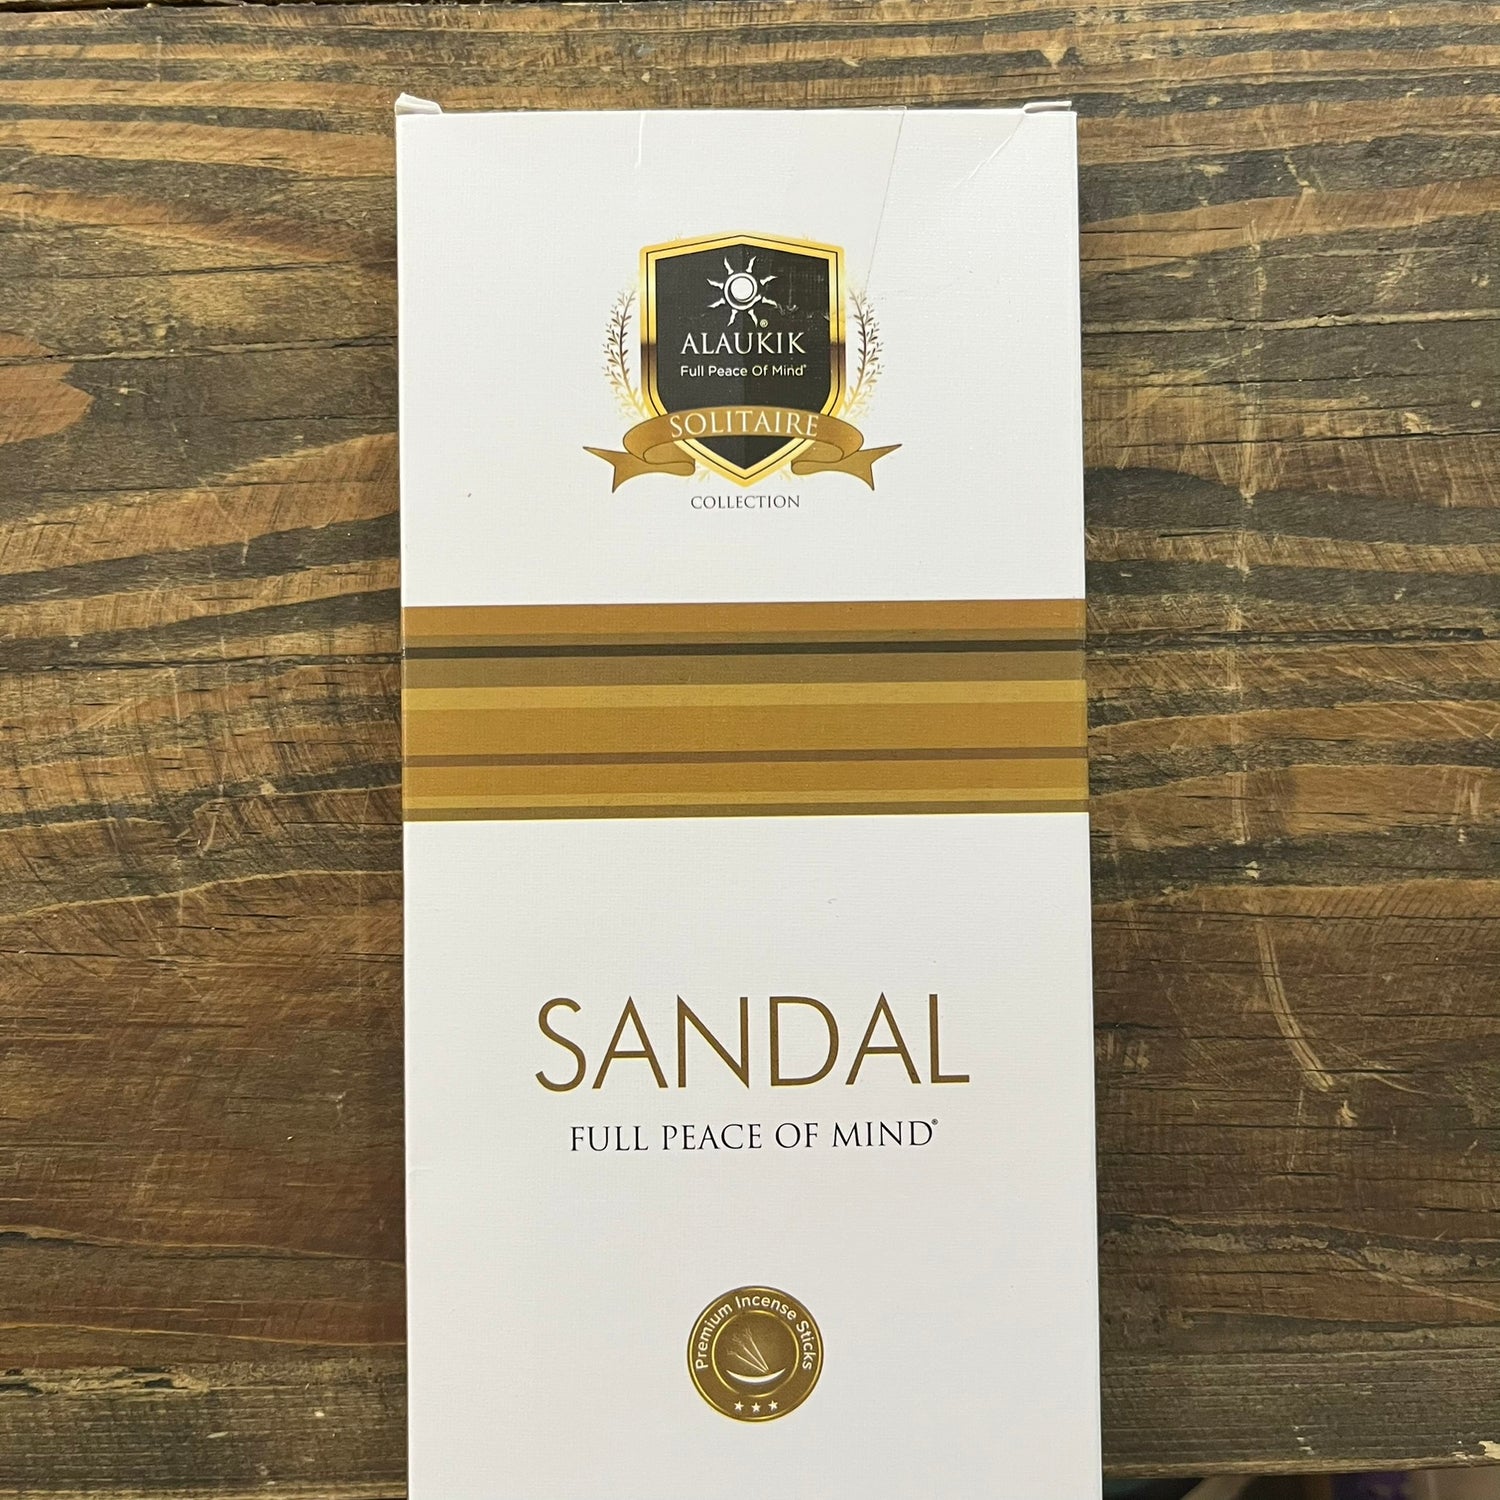 ®
ALAUKIK
Full Peace Of Mind®
SOLITAIRE
COLLECTION
SANDAL
FULL PEACE OF MIND®
Premium Incense Sticks